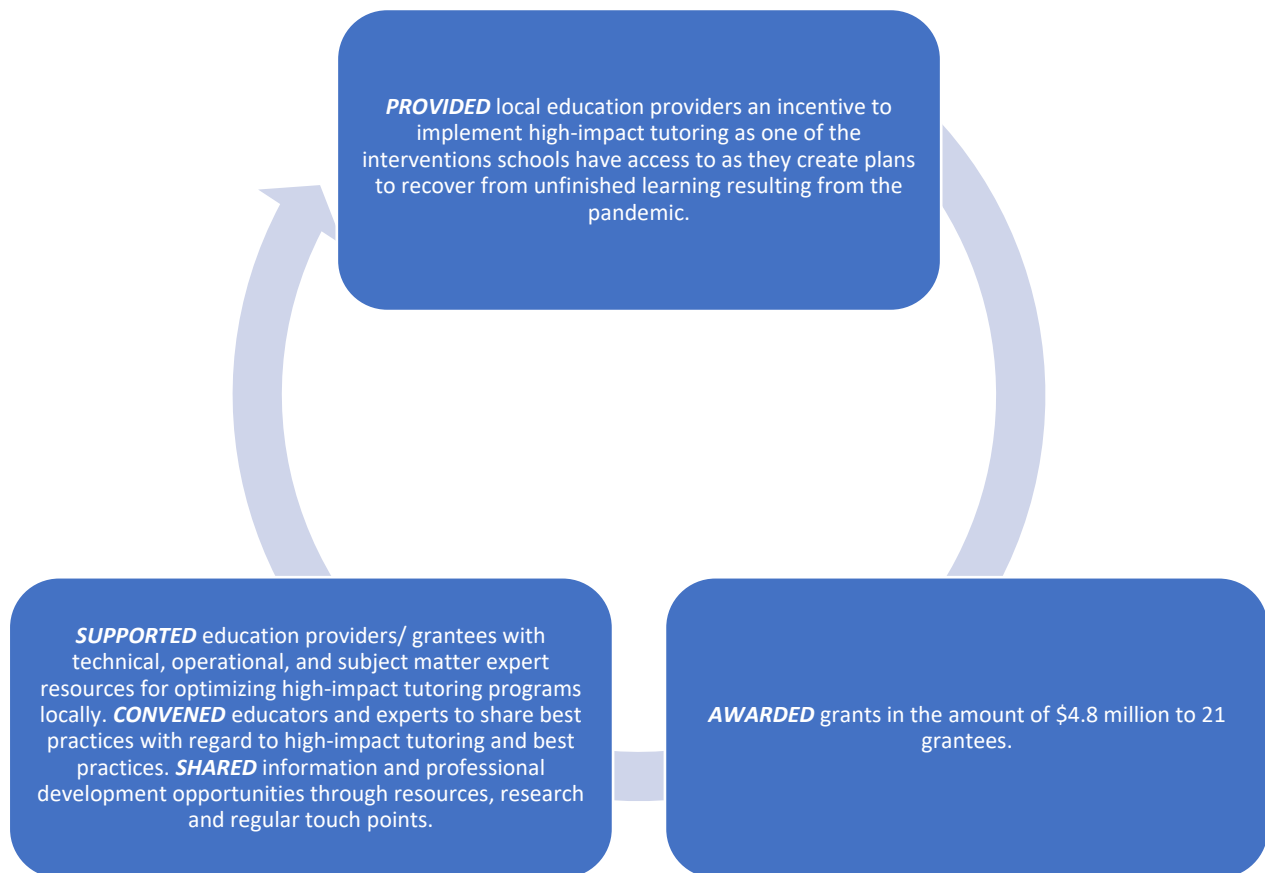 PROVIDED local education providers an incentive to
implement high-impact tutoring as one of the
interventions schools have access to as they create plans
to recover from unfinished learning resulting from the
pandemic.
SUPPORTED education providers/ grantees with
technical, operational, and subject matter expert
resources for optimizing high-impact tutoring programs
locally. CONVENED educators and experts to share best
practices with regard to high-impact tutoring and best
practices. SHARED information and professional
development opportunities through resources, research
and regular touch points.
AWARDED grants in the amount of $4.8 million to 21
grantees.